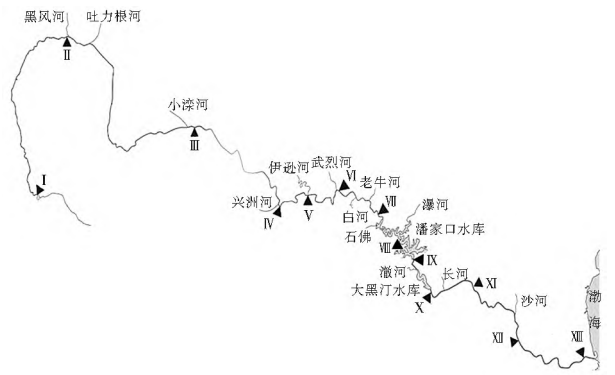 黑风河
吐力根河
Ⅱ
小滦河
Ⅲ
Ⅰ
伊逊河
武烈河
Ⅵ
老牛河
兴洲河
Ⅳ
Ⅴ
白河
Ⅶ
瀑河
石佛
潘家口水库
Ⅷ
Ⅸ
澈河
大黑汀水库
长河
Ⅺ
Ⅹ
沙河
渤海
Ⅻ
XIII